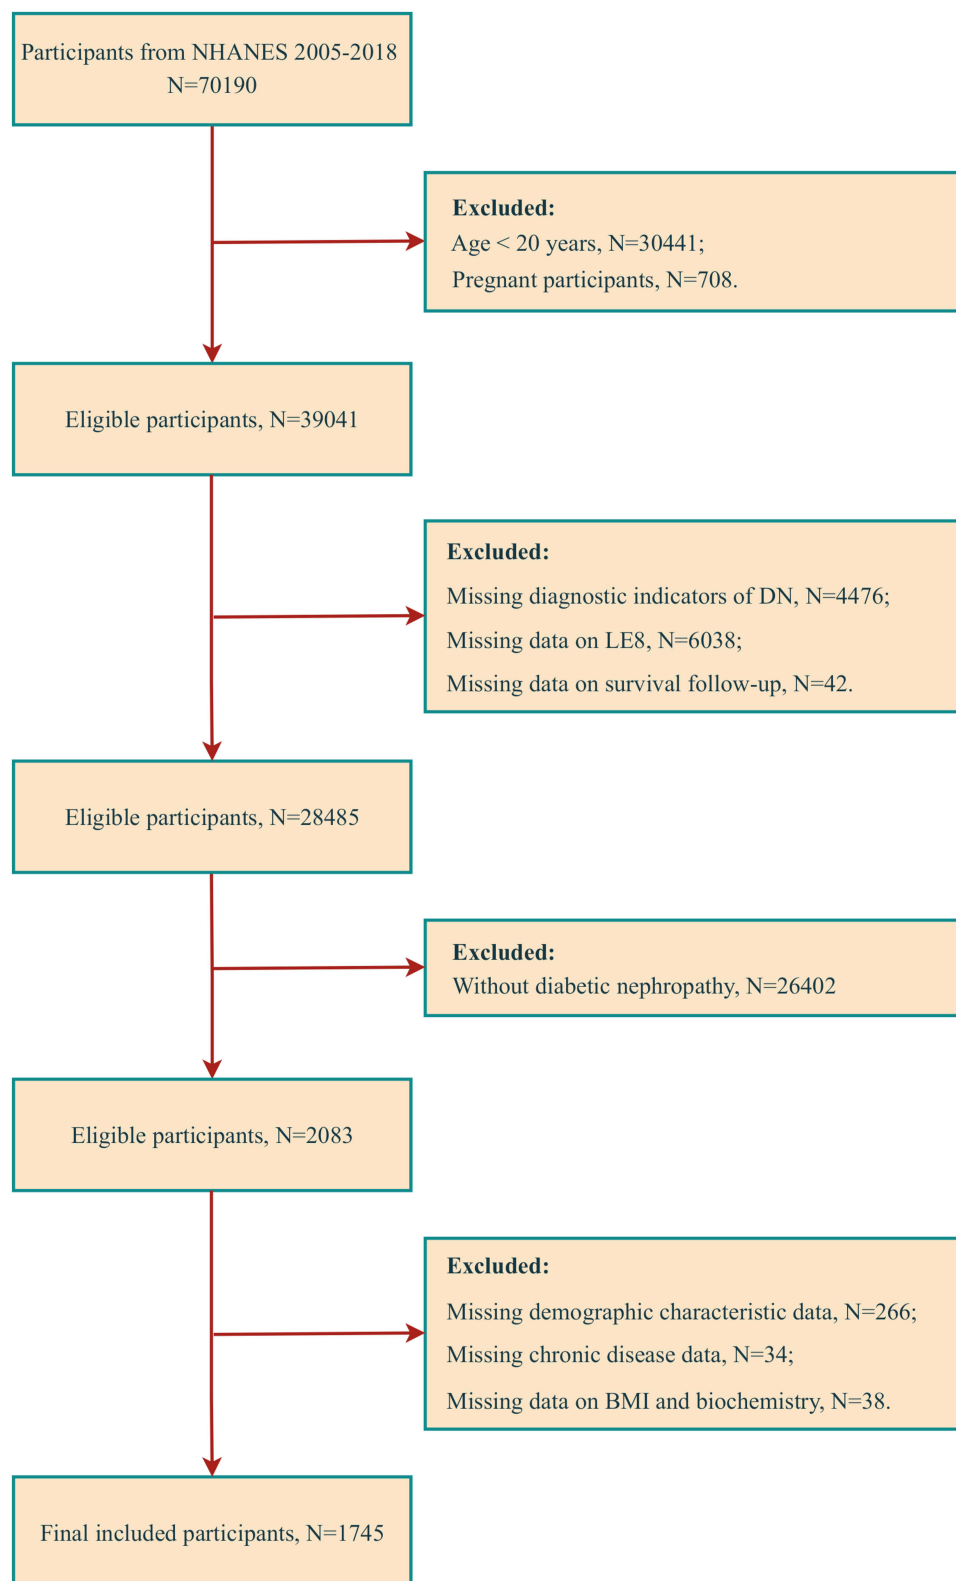 Participants from NHANES 2005-2018
N=70190
Excluded:
Age < 20 years, N=30441;
Pregnant participants, N=708.
Eligible participants, N=39041
Excluded:
Missing diagnostic indicators of DN, N=4476;
Missing data on LE8, N=6038;
Missing data on survival follow-up, N=42.
Eligible participants, N=28485
Excluded:
Without diabetic nephropathy, N=26402
Eligible participants, N=2083
Excluded:
Missing demographic characteristic data, N=266;
Missing chronic disease data, N=34;
Missing data on BMI and biochemistry, N=38.
Final included participants, N=1745